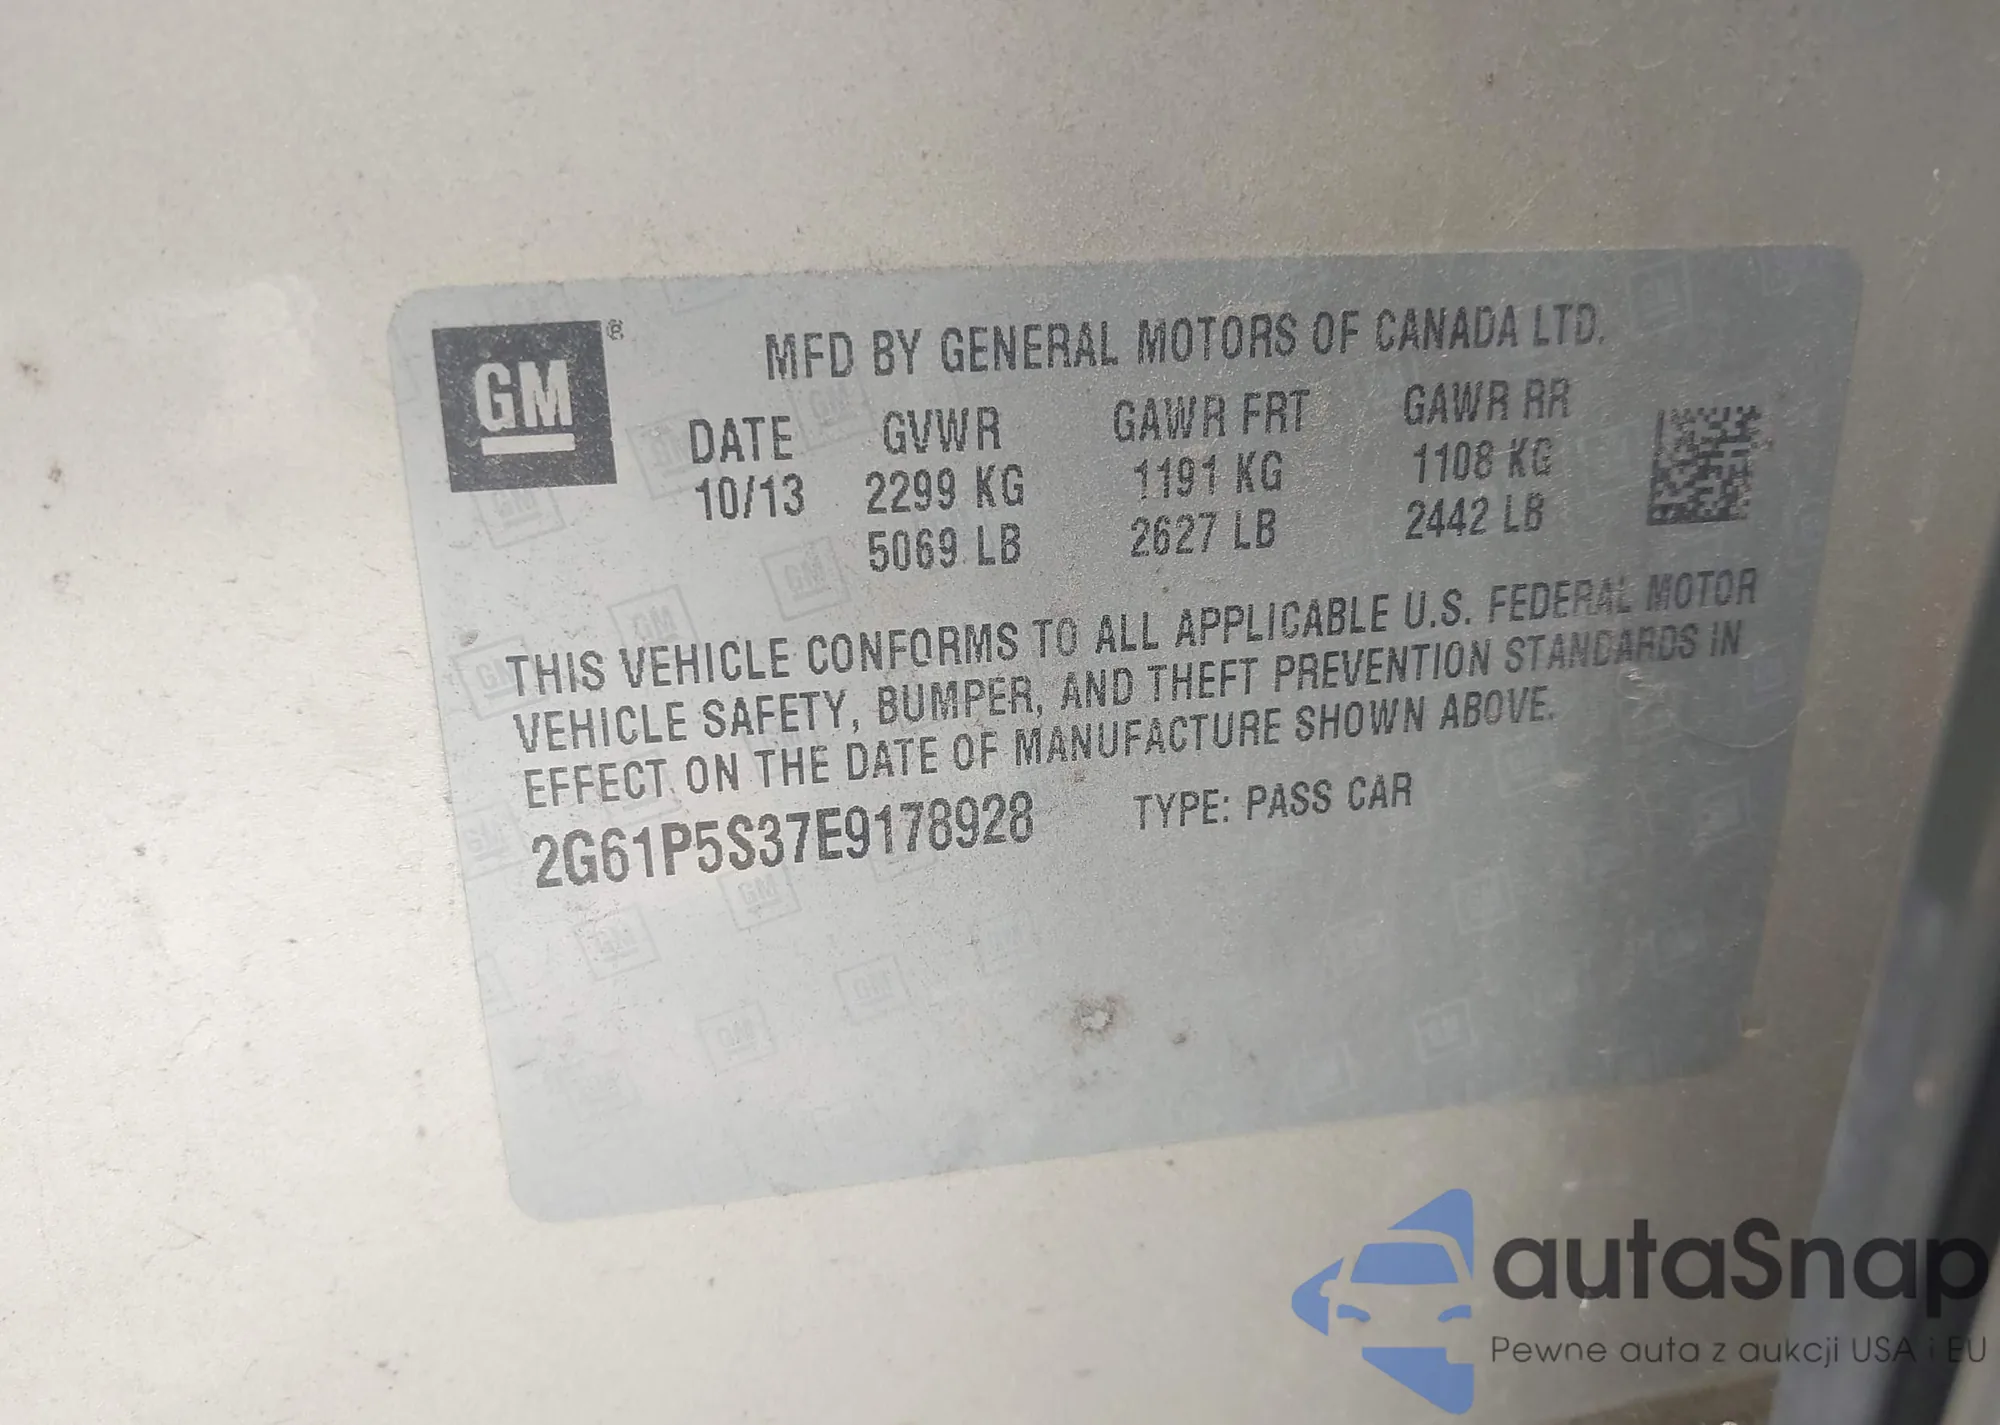 GM®
MFD BY GENERAL MOTORS OF CANADA LTD.
DATE GVWR GAWR FRT GAWR RR
10/13 2299 KG 1191 KG 1108 KG
5069 LB 2627 LB 2442 LB
THIS VEHICLE CONFORMS TO ALL APPLICABLE U.S. FEDERAL MOTOR
VEHICLE SAFETY, BUMPER, AND THEFT PREVENTION STANDARDS IN
EFFECT ON THE DATE OF MANUFACTURE SHOWN ABOVE.
2G61P5S37E9178928 TYPE: PASS CAR
autaSnap
Pewne auta z aukcji USA i EU